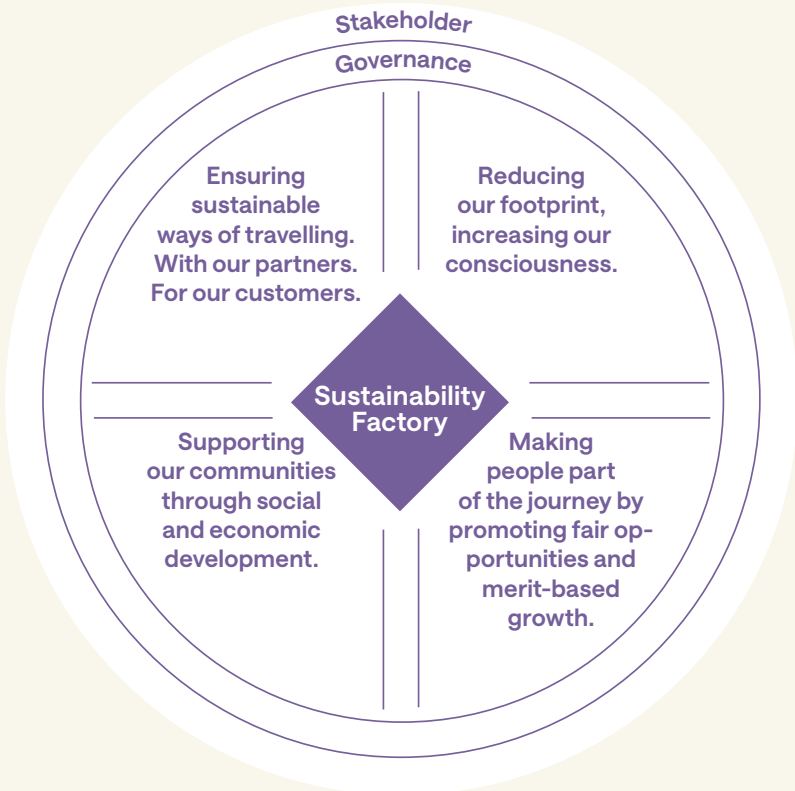 Stakeholder
Governance
Ensuring
sustainable
ways of travelling.
With our partners.
For our customers.
Reducing
our footprint,
increasing our
consciousness.
Sustainability
Factory
Supporting
our communities
through social
and economic
development.
Making
people part
of the journey by
promoting fair op-
portunities and
merit-based
growth.